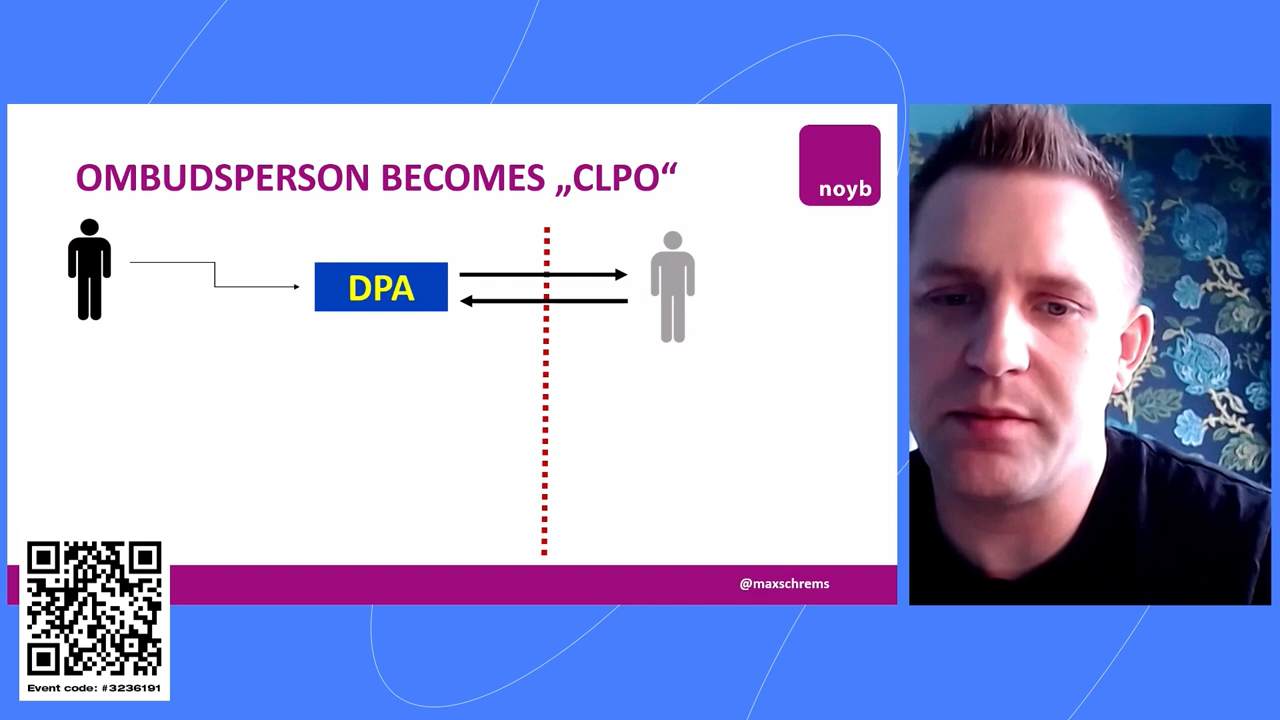 OMBUDSPERSON BECOMES „CLPO“
noyb
DPA
@maxschrems
Event code: #3236191